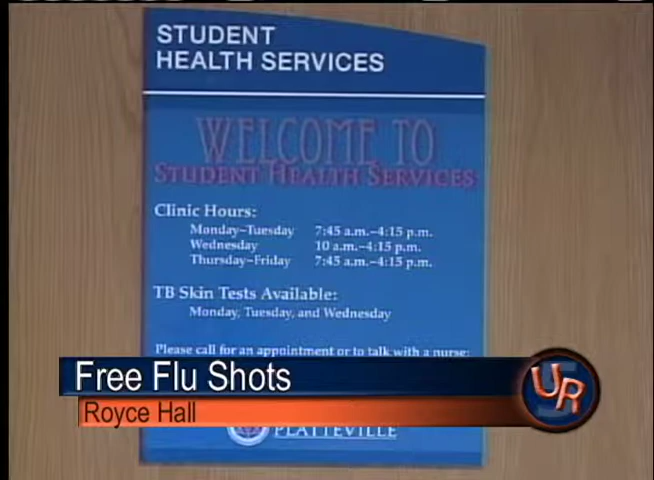 STUDENT
HEALTH SERVICES
WELCOME TO
STUDENT HEALTH SERVICES
Clinic Hours:
Monday–Tuesday 7:45 a.m.–4:15 p.m.
Wednesday 10 a.m.–4:15 p.m.
Thursday–Friday 7:45 a.m.–4:15 p.m.
TB Skin Tests Available:
Monday, Tuesday, and Wednesday
Please call for an appointment or to talk with a nurse:
Free Flu Shots
Royce Hall
UR
PLATTEVILLE